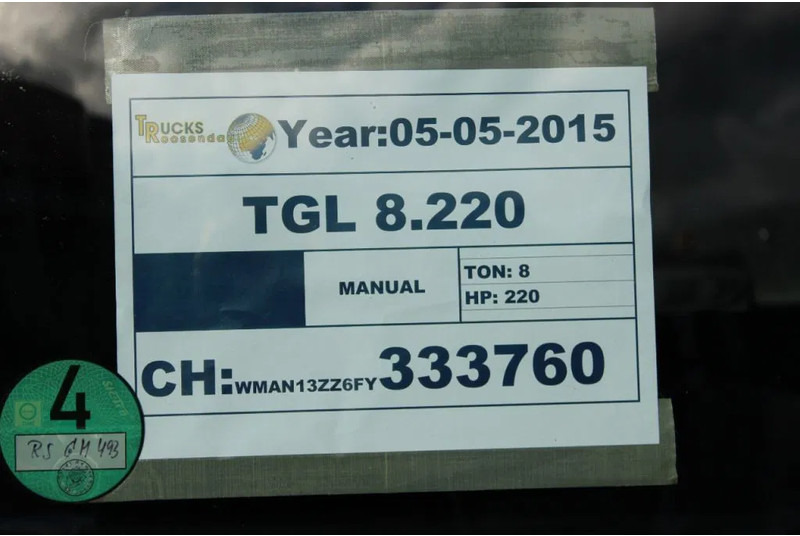 TRUCKS
Roosendaal
Year:05-05-2015
TGL 8.220
MANUAL
TON: 8
HP: 220
CH:WMAN13ZZ6FY333760
4
RS GM 493